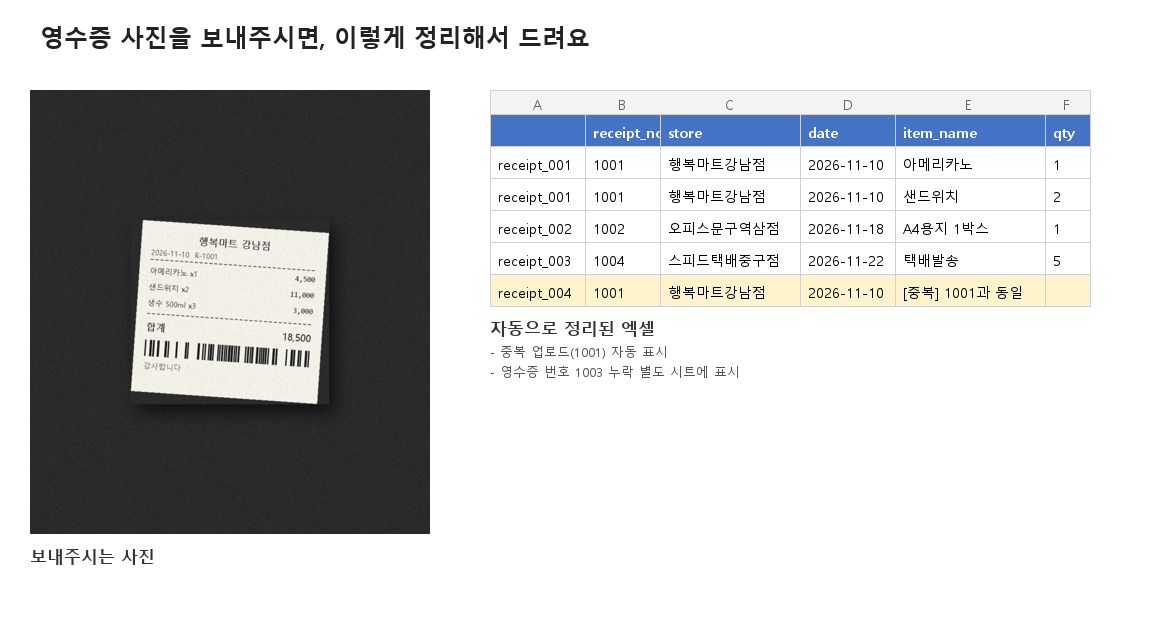 영수증 사진을 보내주시면, 이렇게 정리해서 드려요
행복마트 강남점
2026-11-10 R-1001
아메리카노 x1 4,500
샌드위치 x2 11,000
생수 500ml x3 3,000
합계 18,500
감사합니다
보내주시는 사진
A B C D E F
receipt_no store date item_name qty
receipt_001 1001 행복마트강남점 2026-11-10 아메리카노 1
receipt_001 1001 행복마트강남점 2026-11-10 샌드위치 2
receipt_002 1002 오피스문구역삼점 2026-11-18 A4용지 1박스 1
receipt_003 1004 스피드택배중구점 2026-11-22 택배발송 5
receipt_004 1001 행복마트강남점 2026-11-10 [중복] 1001과 동일
자동으로 정리된 엑셀
- 중복 업로드(1001) 자동 표시
- 영수증 번호 1003 누락 별도 시트에 표시